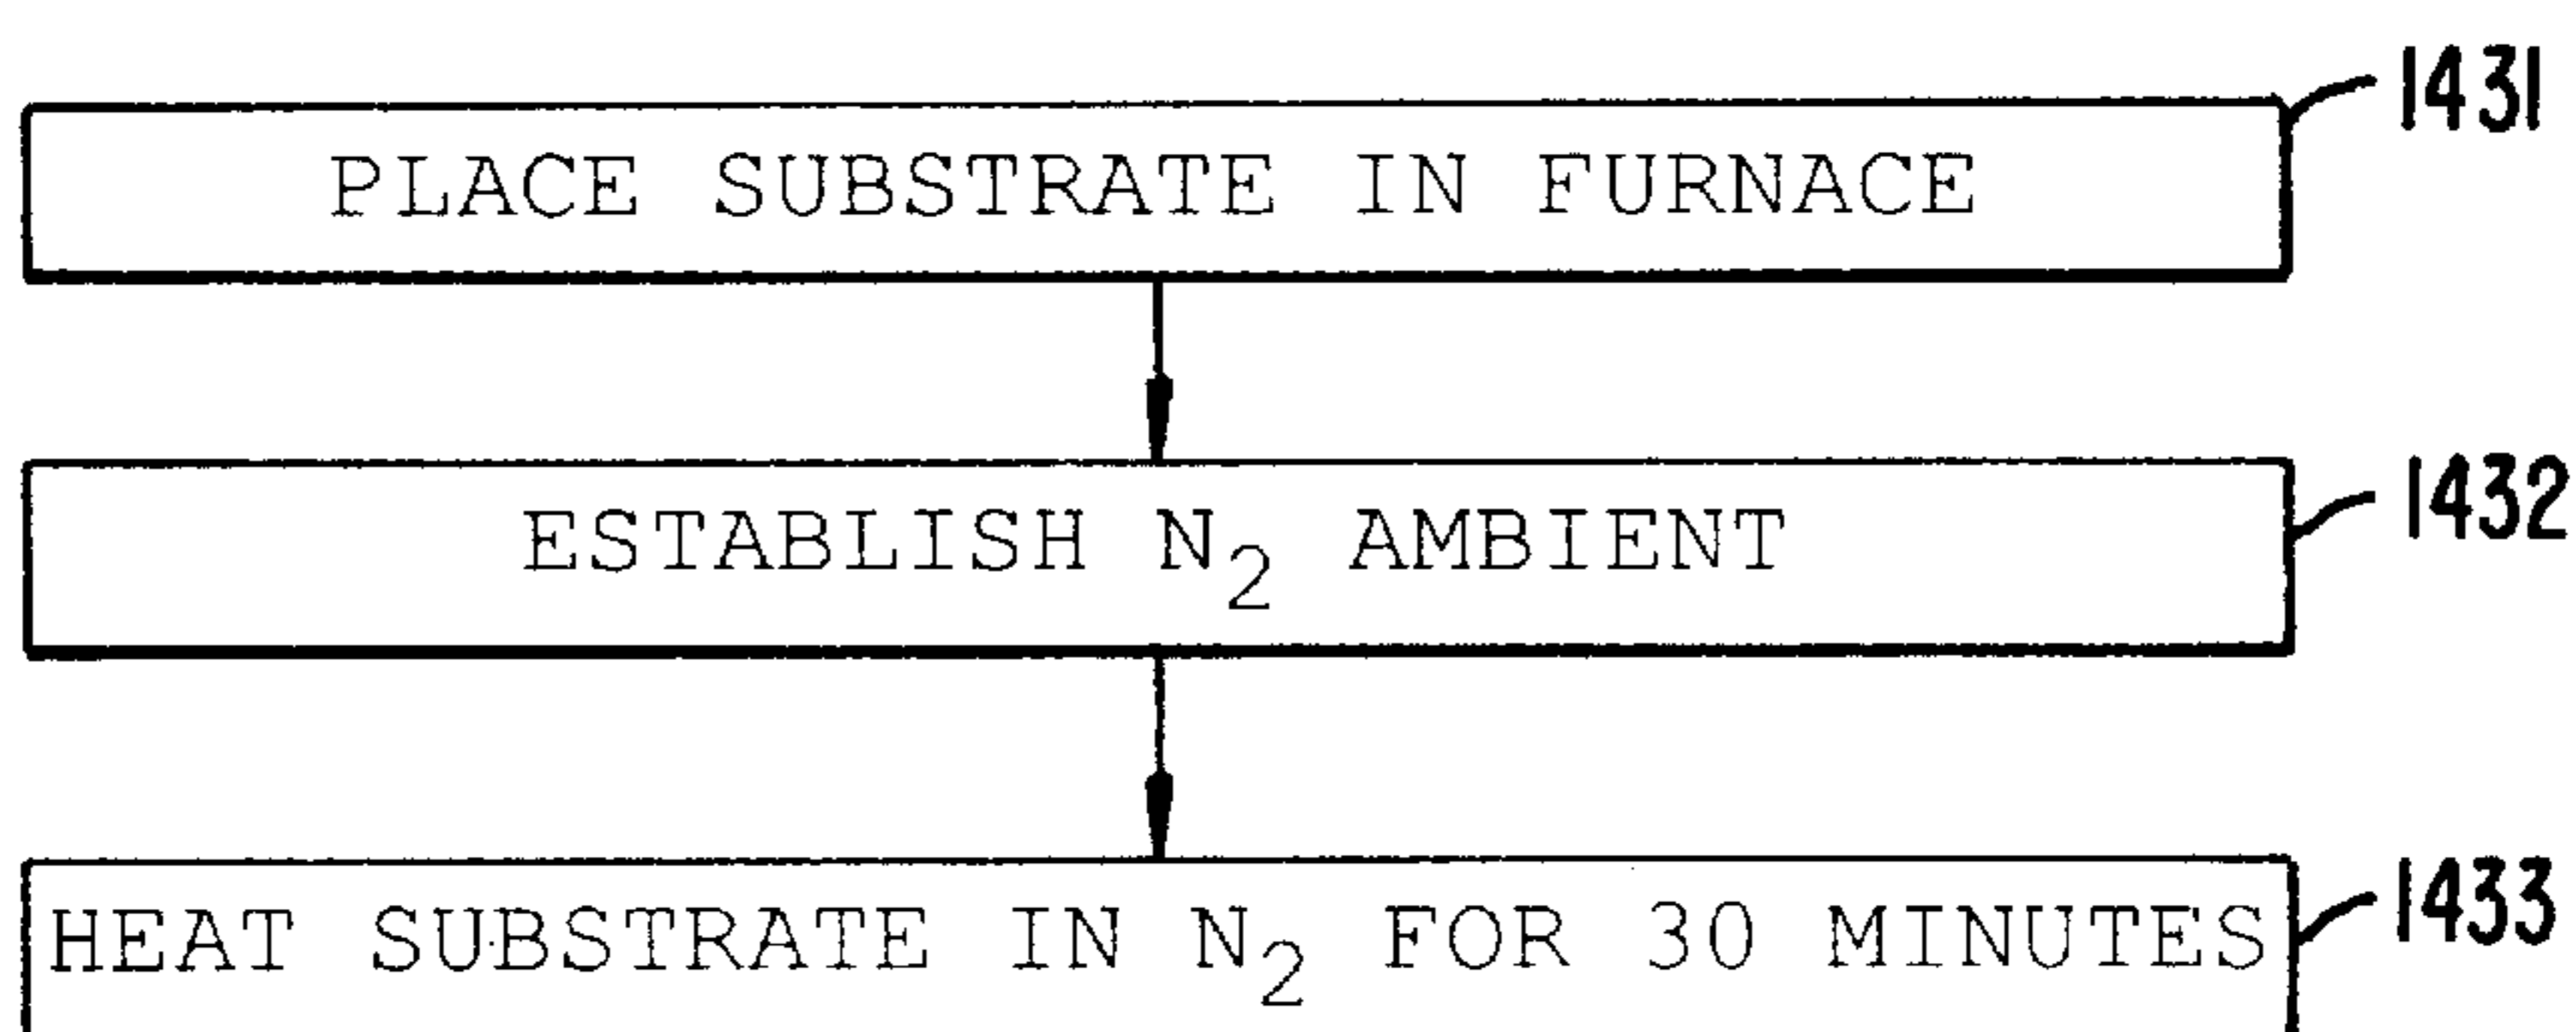 1431
PLACE SUBSTRATE IN FURNACE
1432
ESTABLISH N₂ AMBIENT
1433
HEAT SUBSTRATE IN N₂ FOR 30 MINUTES